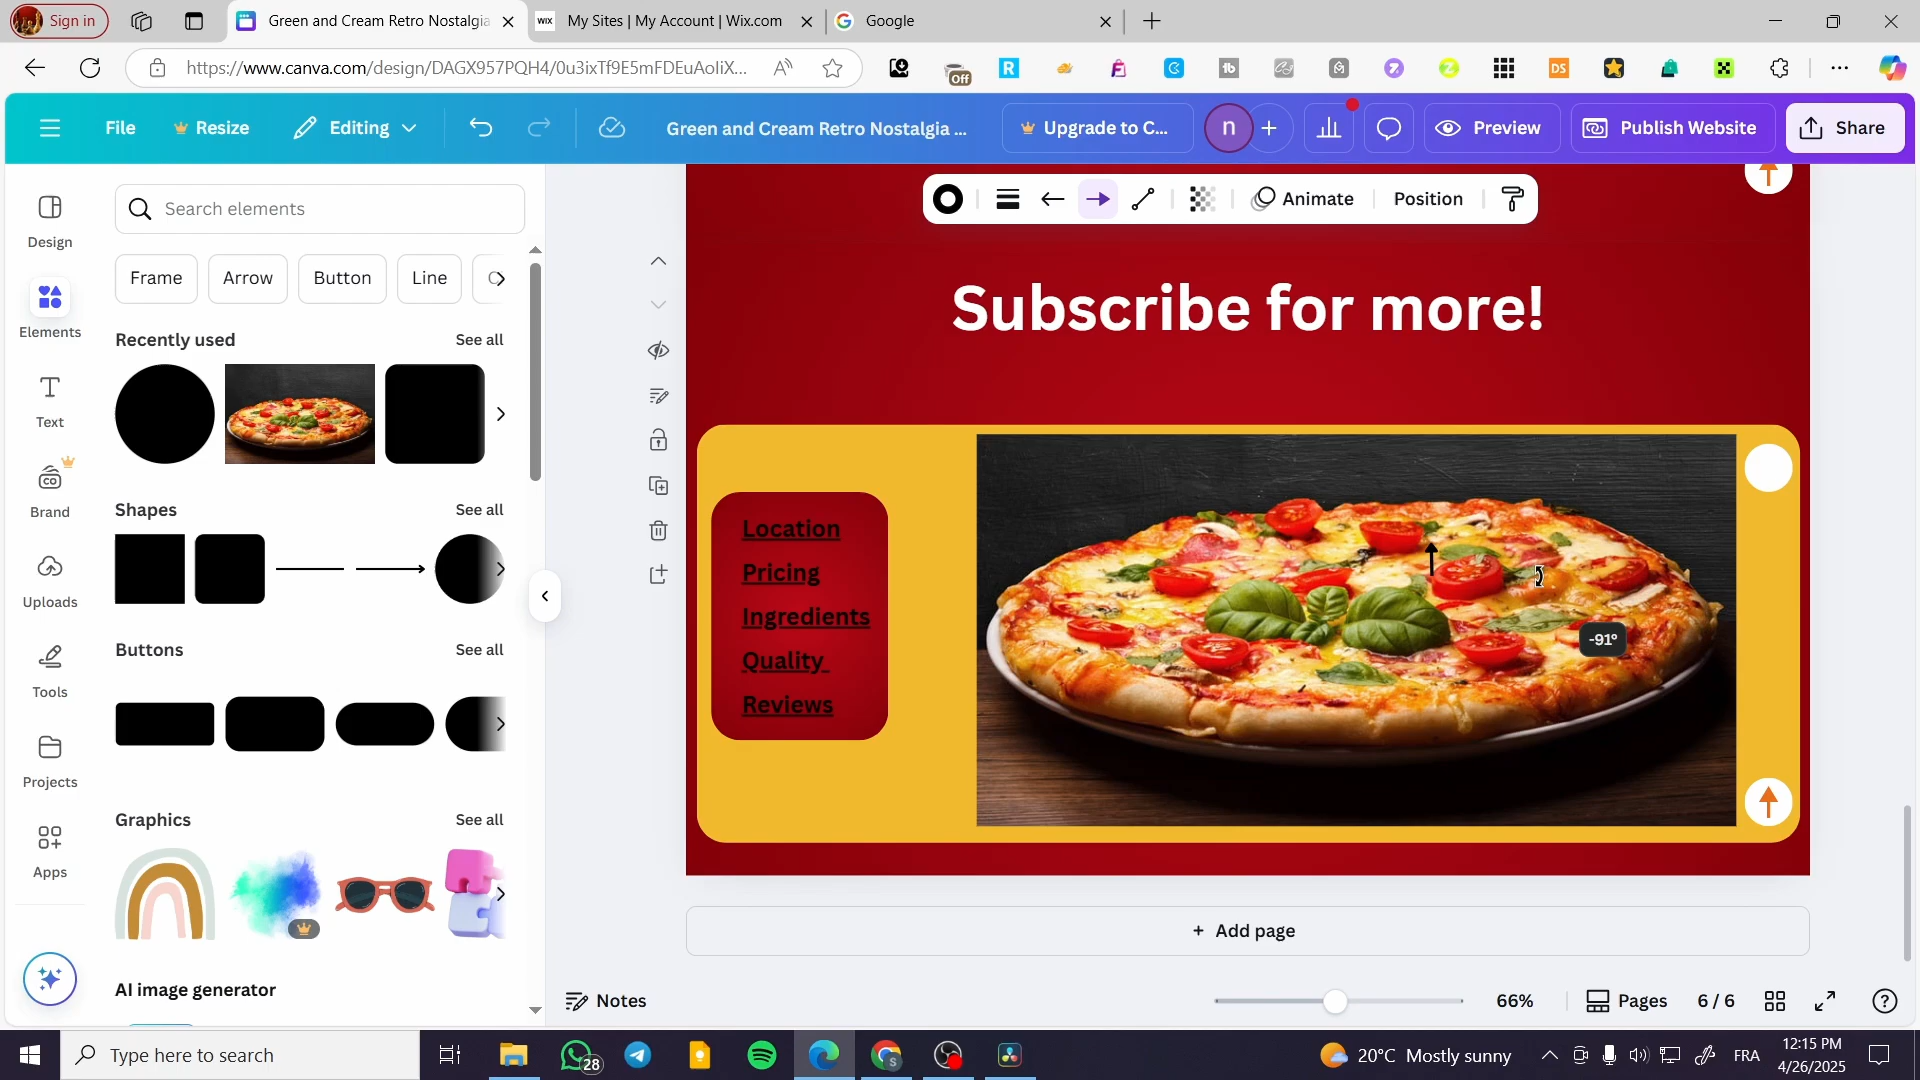 Sign in
Green and Cream Retro Nostalgia
WIX
My Sites | My Account | Wix.com
Google
https://www.canva.com/design/DAGX957PQH4/0u3ixTf9E5mFDEuAoIiX...
Off
File
Resize
Editing
Green and Cream Retro Nostalgia ...
Upgrade to C...
n
Preview
Publish Website
Share
Design
Elements
Text
Brand
Uploads
Tools
Projects
Apps
Search elements
Frame
Arrow
Button
Line
Recently used
See all
Shapes
See all
Buttons
See all
Graphics
See all
AI image generator
Animate
Position
Subscribe for more!
Location
Pricing
Ingredients
Quality
Reviews
-91°
+ Add page
Notes
66%
Pages
6 / 6
Type here to search
28
20°C Mostly sunny
FRA
12:15 PM
4/26/2025